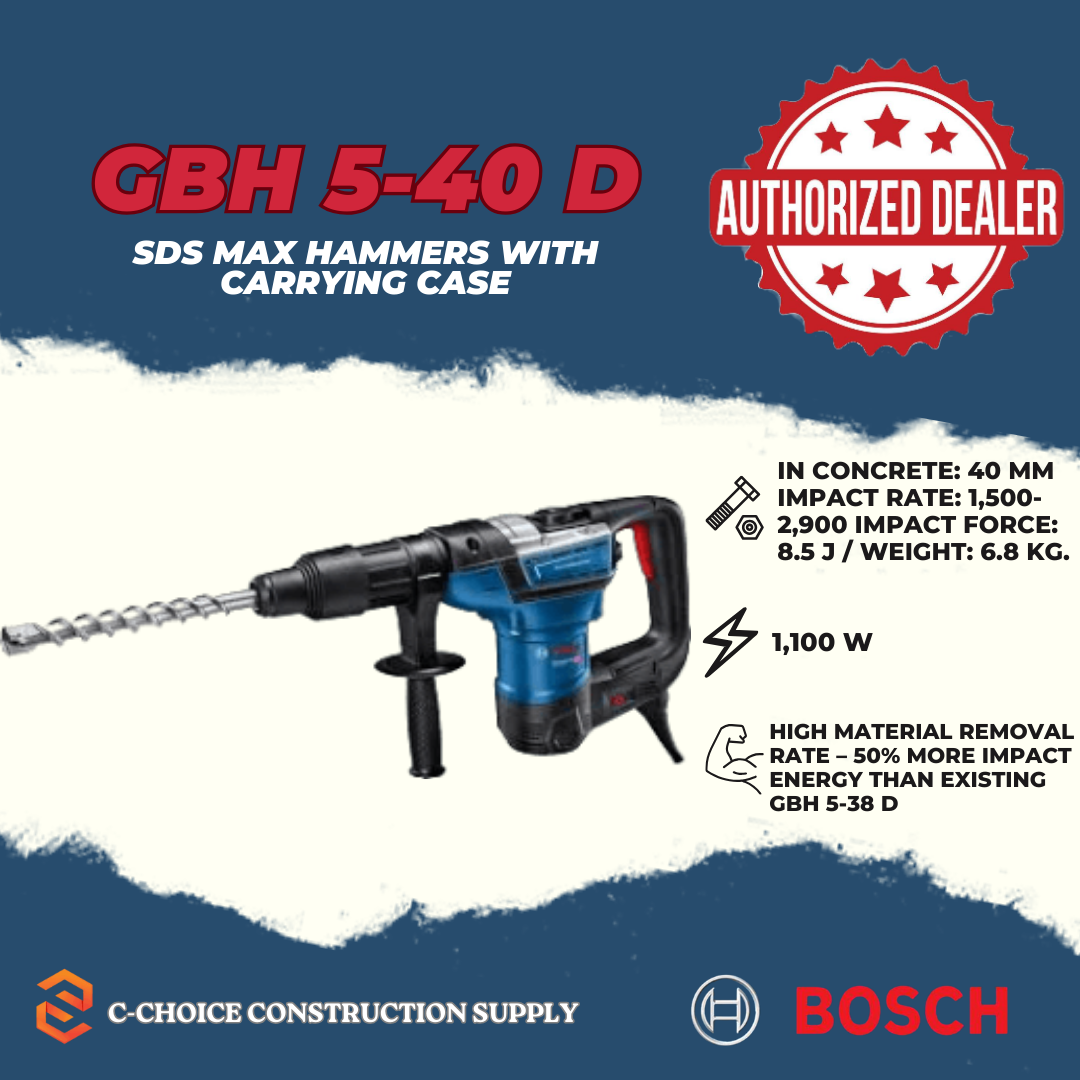 GBH 5-40 D
SDS MAX HAMMERS WITH
CARRYING CASE
AUTHORIZED DEALER
IN CONCRETE: 40 MM
IMPACT RATE: 1,500-
2,900 IMPACT FORCE:
8.5 J / WEIGHT: 6.8 KG.
1,100 W
HIGH MATERIAL REMOVAL
RATE – 50% MORE IMPACT
ENERGY THAN EXISTING
GBH 5-38 D
C-CHOICE CONSTRUCTION SUPPLY
BOSCH